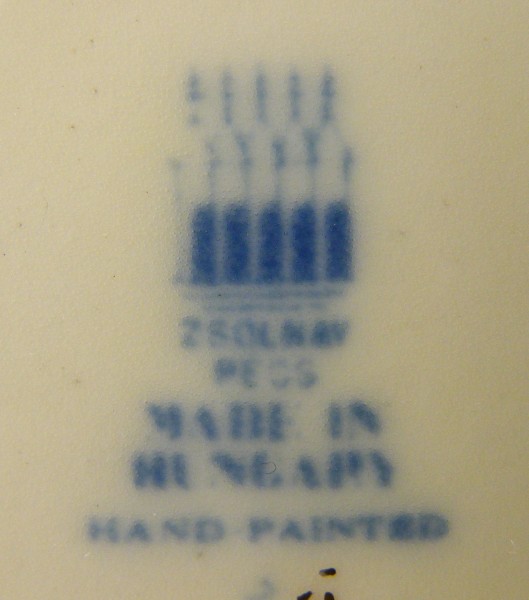 ZSOLNAY
PECS
MADE IN
HUNGARY
HAND-PAINTED